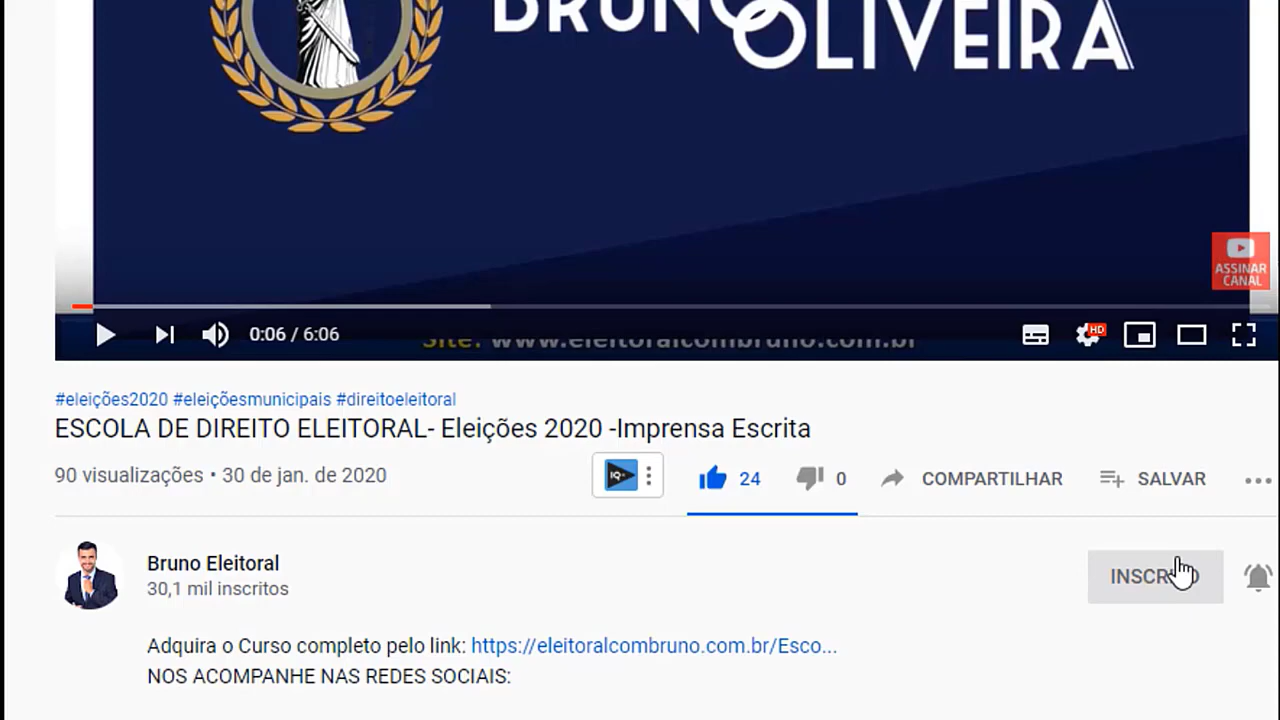 BRUNO OLIVEIRA
ASSINAR
CANAL
0:06 / 6:06
HD
Site: www.eleitoralcombruno.com.br
#eleições2020 #eleiçõesmunicipais #direitoeleitoral
ESCOLA DE DIREITO ELEITORAL- Eleições 2020 -Imprensa Escrita
90 visualizações • 30 de jan. de 2020
24
0
COMPARTILHAR
SALVAR
Bruno Eleitoral
30,1 mil inscritos
INSCRITO
Adquira o Curso completo pelo link: https://eleitoralcombruno.com.br/Esco...
NOS ACOMPANHE NAS REDES SOCIAIS: